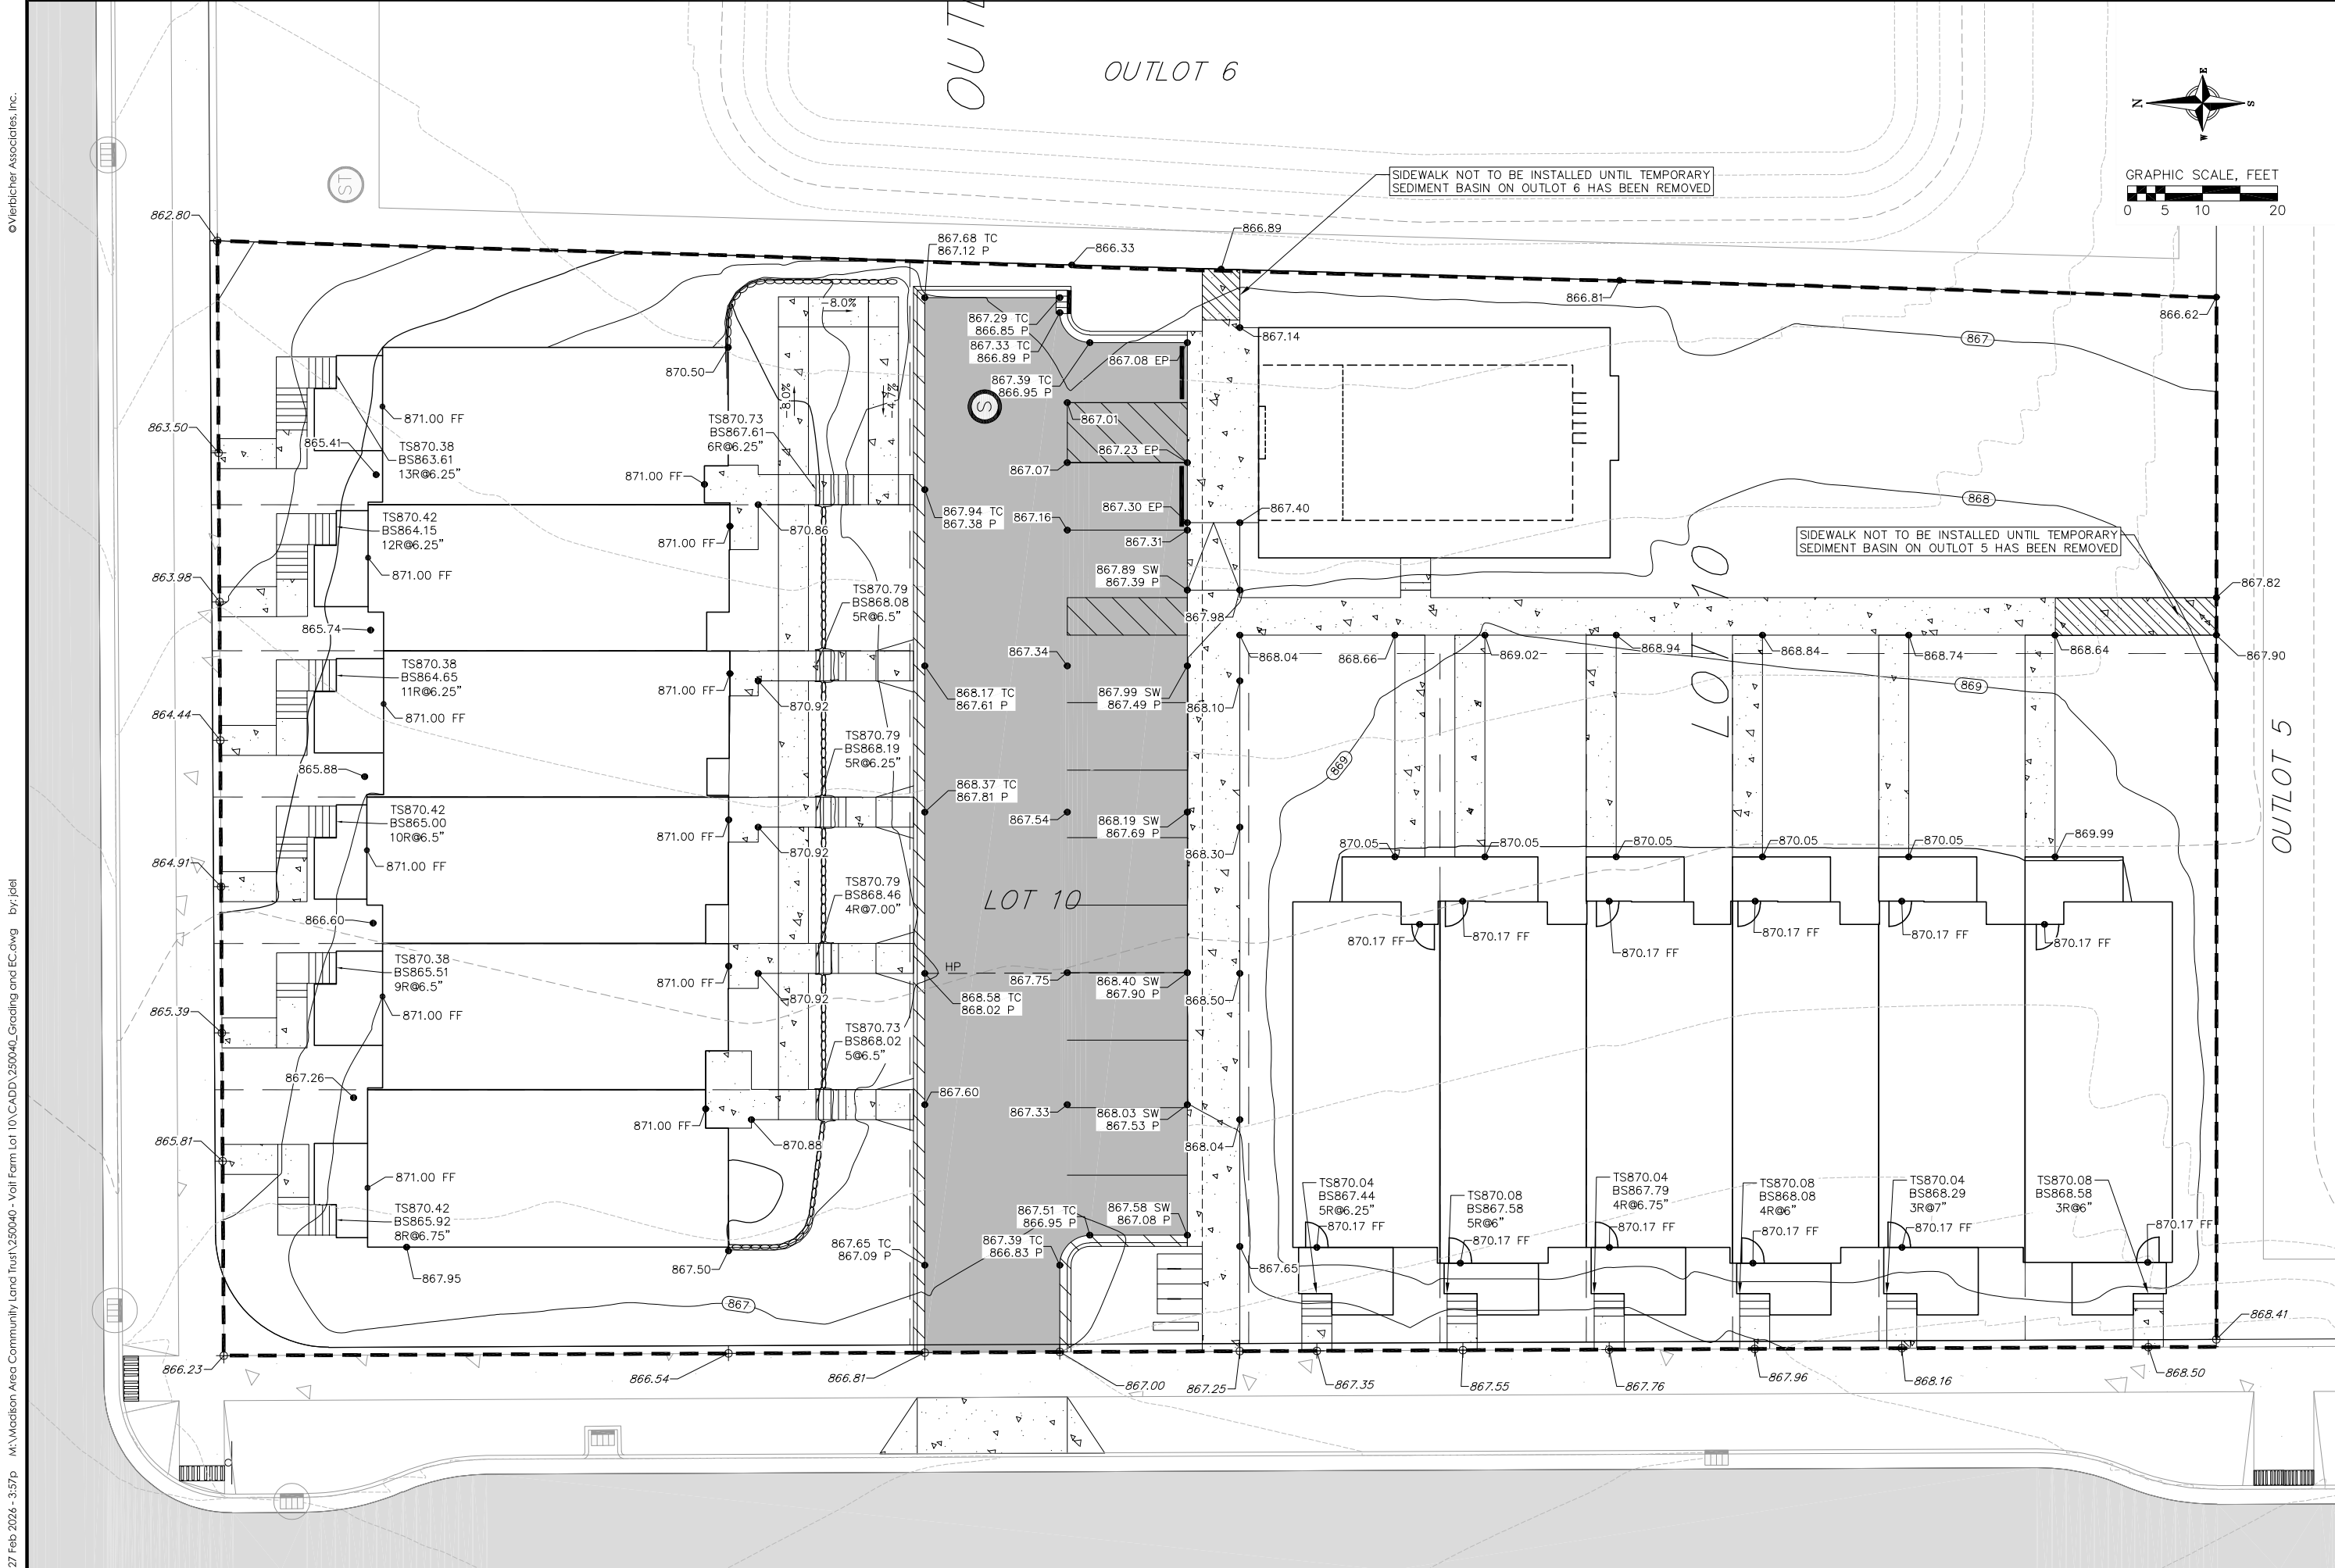 ©Vierbicher Associates, Inc.
27 Feb 2026 - 3:57p M:\Madison Area Community Land Trust\250040 - Voit Farm Lot 10\CADD\250040_Grading and EC.dwg by: jdel
OUTL
OUTLOT 6
N
E
S
W
GRAPHIC SCALE, FEET
0 5 10 20
ST
SIDEWALK NOT TO BE INSTALLED UNTIL TEMPORARY
SEDIMENT BASIN ON OUTLOT 6 HAS BEEN REMOVED
862.80
867.68 TC
867.12 P
866.33
866.89
866.81
866.62
-8.0%
-8.0%
-4.7%
867.29 TC
866.85 P
867.33 TC
866.89 P
867.39 TC
866.95 P
867.08 EP
867.14
867
870.50
S
863.50
871.00 FF
865.41
TS870.38
BS863.61
13R@6.25”
TS870.73
BS867.61
6R@6.25”
871.00 FF
867.01
867.23 EP
867.07
867.94 TC
867.38 P
867.16
867.30 EP
867.31
867.40
868
SIDEWALK NOT TO BE INSTALLED UNTIL TEMPORARY
SEDIMENT BASIN ON OUTLOT 5 HAS BEEN REMOVED
TS870.42
BS864.15
12R@6.25”
871.00 FF
870.86
871.00 FF
863.98
867.89 SW
867.39 P
867.98
867.82
TS870.79
BS868.08
5R@6.5”
865.74
867.34
868.04
868.66
869.02
868.94
868.84
868.74
868.64
867.90
LOT 10
TS870.38
BS864.65
11R@6.25”
871.00 FF
870.92
871.00 FF
868.17 TC
867.61 P
867.99 SW
867.49 P
868.10
869
864.44
TS870.79
BS868.19
5R@6.25”
865.88
869
OUTLOT 5
868.37 TC
867.81 P
867.54
868.19 SW
867.69 P
868.30
TS870.42
BS865.00
10R@6.5”
871.00 FF
870.92
871.00 FF
864.91
870.05
870.05
870.05
870.05
870.05
869.99
TS870.79
BS868.46
4R@7.00”
LOT 10
866.60
870.17 FF
870.17 FF
870.17 FF
870.17 FF
870.17 FF
870.17 FF
TS870.38
BS865.51
9R@6.5”
871.00 FF
870.92
871.00 FF
865.39
HP
868.58 TC
868.02 P
867.75
868.40 SW
867.90 P
868.50
TS870.73
BS868.02
5@6.5”
867.26
867.60
867.33
868.03 SW
867.53 P
868.04
871.00 FF
870.88
865.81
871.00 FF
TS870.42
BS865.92
8R@6.75”
867.95
867.50
867.65 TC
867.09 P
867.51 TC
866.95 P
867.39 TC
866.83 P
867.58 SW
867.08 P
867.65
TS870.04
BS867.44
5R@6.25”
870.17 FF
TS870.08
BS867.58
5R@6”
870.17 FF
TS870.04
BS867.79
4R@6.75”
870.17 FF
TS870.08
BS868.08
4R@6”
870.17 FF
TS870.04
BS868.29
3R@7”
870.17 FF
TS870.08
BS868.58
3R@6”
870.17 FF
867
866.23
866.54
866.81
867.00
867.25
867.35
867.55
867.76
867.96
868.16
868.50
868.41